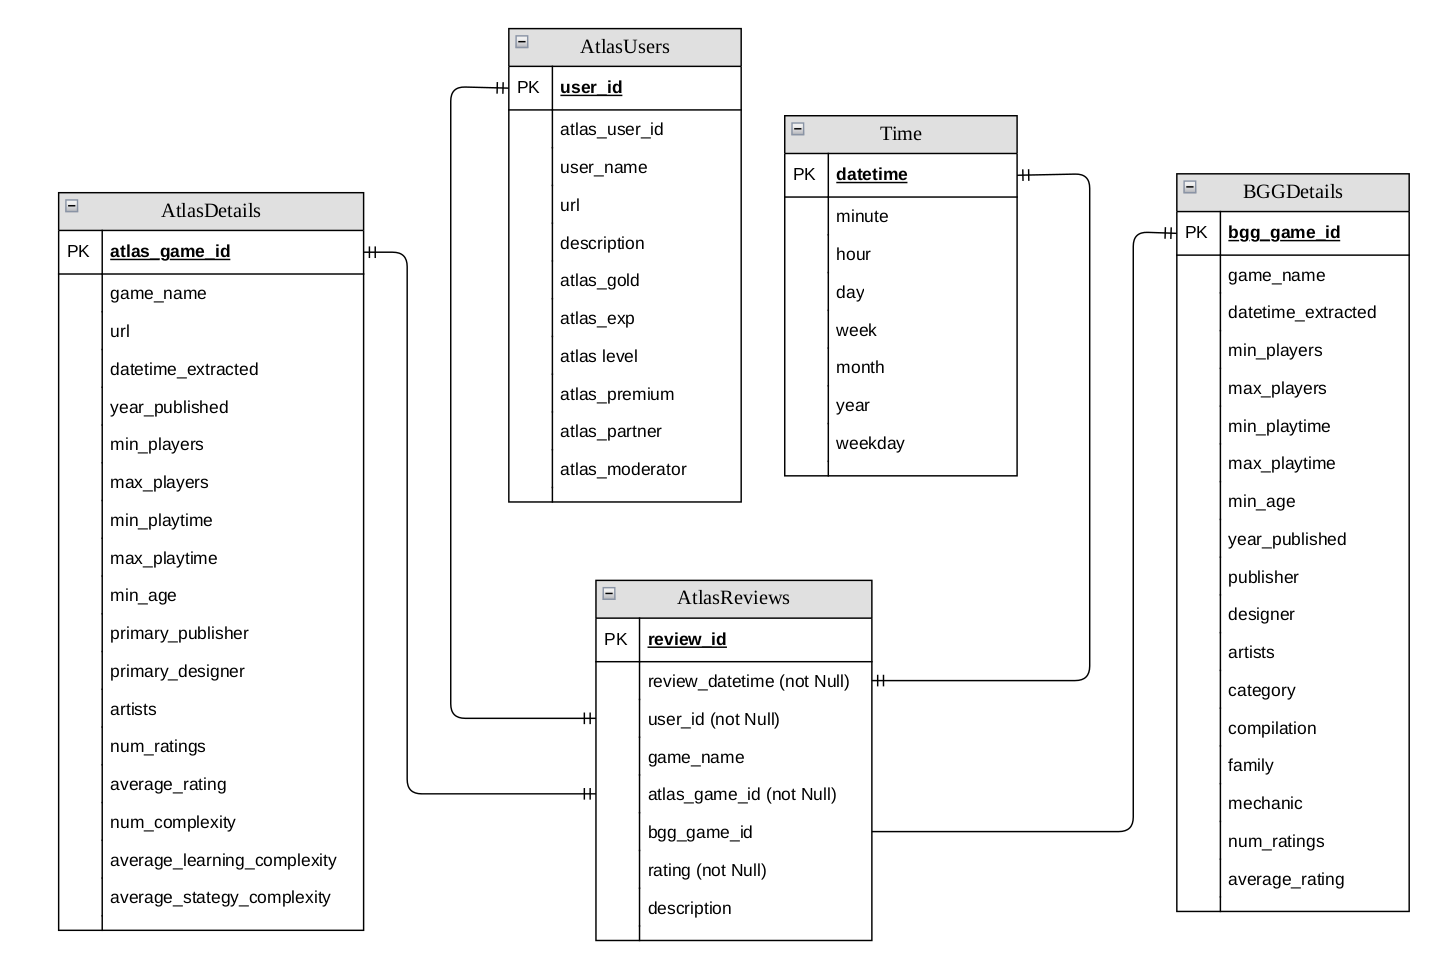 AtlasUsers
PK user_id
atlas_user_id
user_name
url
description
atlas_gold
atlas_exp
atlas level
atlas_premium
atlas_partner
atlas_moderator
Time
PK datetime
minute
hour
day
week
month
year
weekday
AtlasDetails
PK atlas_game_id
game_name
url
datetime_extracted
year_published
min_players
max_players
min_playtime
max_playtime
min_age
primary_publisher
primary_designer
artists
num_ratings
average_rating
num_complexity
average_learning_complexity
average_stategy_complexity
BGGDetails
PK bgg_game_id
game_name
datetime_extracted
min_players
max_players
min_playtime
max_playtime
min_age
year_published
publisher
designer
artists
category
compilation
family
mechanic
num_ratings
average_rating
AtlasReviews
PK review_id
review_datetime (not Null)
user_id (not Null)
game_name
atlas_game_id (not Null)
bgg_game_id
rating (not Null)
description